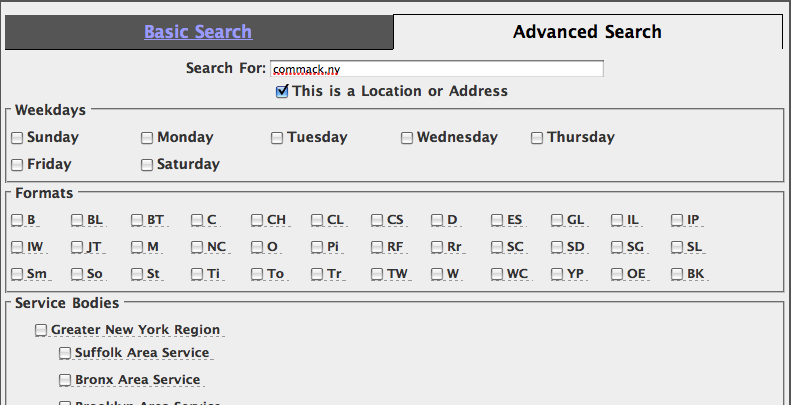 Basic Search Advanced Search
Search For: commack,ny
This is a Location or Address
Weekdays
Sunday Monday Tuesday Wednesday Thursday
Friday Saturday
Formats
B BL BT C CH CL CS D ES GL IL IP
IW JT M NC O Pi RF Rr SC SD SG SL
Sm So St Ti To Tr TW W WC YP OE BK
Service Bodies
Greater New York Region
Suffolk Area Service
Bronx Area Service
Brooklyn Area Service